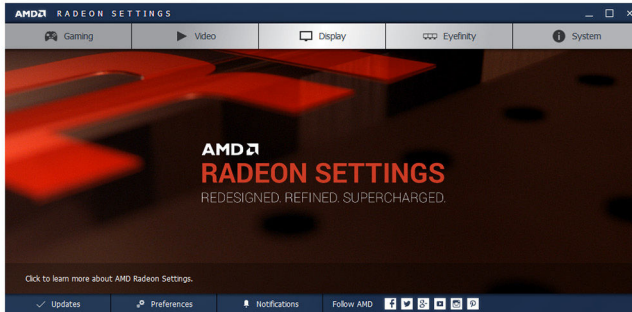 AMD RADEON SETTINGS
Gaming Video Display Eyefinity System
AMD
RADEON SETTINGS
REDESIGNED. REFINED. SUPERCHARGED.
Click to learn more about AMD Radeon Settings.
Updates Preferences Notifications Follow AMD